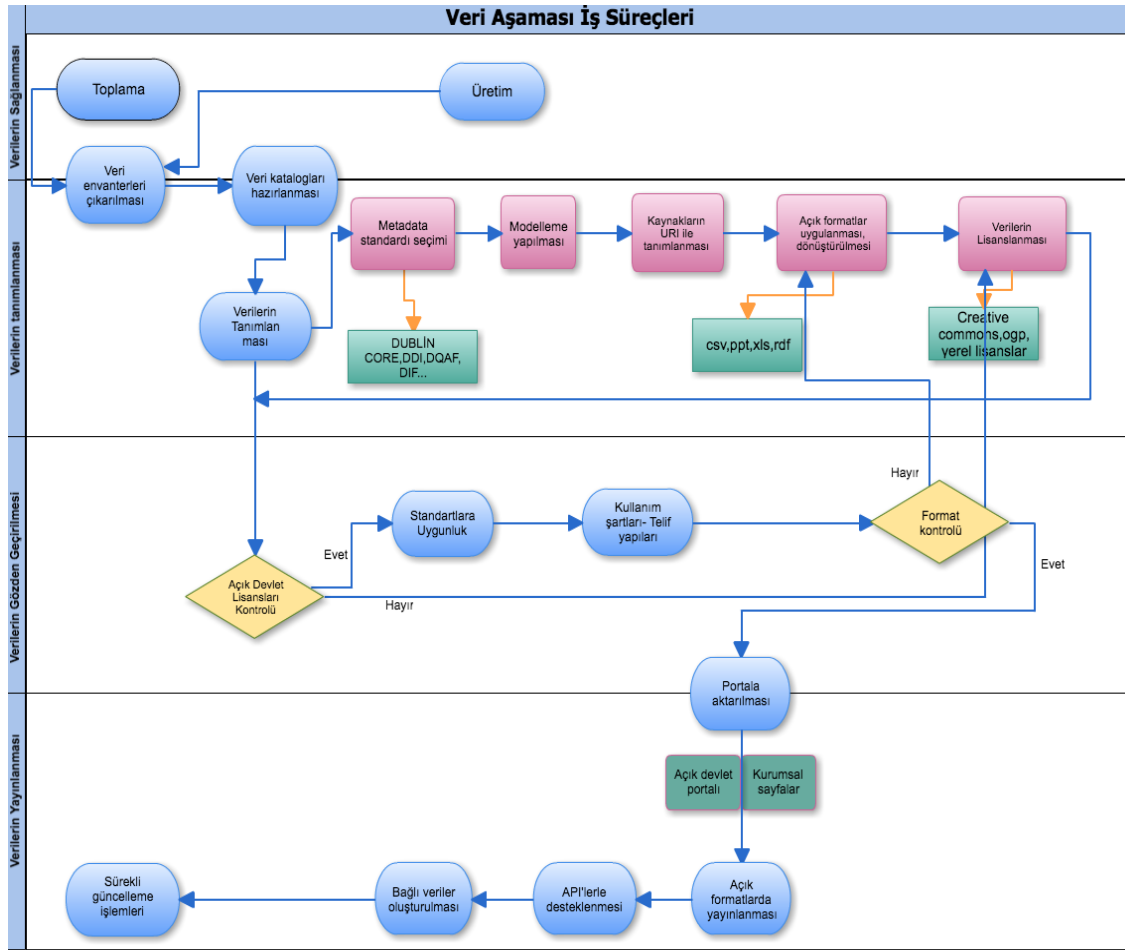 Veri Aşaması İş Süreçleri
Verilerin Sağlanması
Toplama
Üretim
Veri
envanterleri
çıkarılması
Veri katalogları
hazırlanması
Verilerin tanımlanması
Metadata
standardı seçimi
Modelleme
yapılması
Kaynakların
URI ile
tanımlanması
Açık formatlar
uygulanması,
dönüştürülmesi
Verilerin
Lisanslanması
Verilerin
Tanımlan
ması
DUBLİN
CORE,DDI,DQAF,
DIF...
csv,ppt,xls,rdf
Creative
commons,ogp,
yerel lisanslar
Verilerin Gözden Geçirilmesi
Hayır
Standartlara
Uygunluk
Kullanım
şartları- Telif
yapıları
Format
kontrolü
Evet
Evet
Açık Devlet
Lisansları
Kontrolü
Hayır
Portala
aktarılması
Verilerin Yayınlanması
Açık devlet
portalı
Kurumsal
sayfalar
Sürekli
güncelleme
işlemleri
Bağlı veriler
oluşturulması
API'lerle
desteklenmesi
Açık
formatlarda
yayınlanması